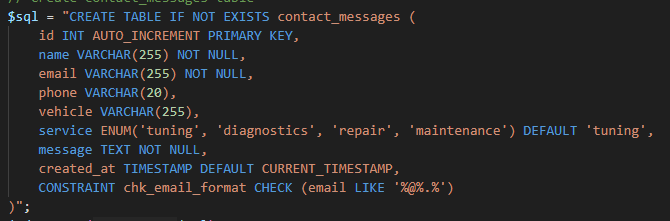 // Create contact_messages table
$sql = "CREATE TABLE IF NOT EXISTS contact_messages (
id INT AUTO_INCREMENT PRIMARY KEY,
name VARCHAR(255) NOT NULL,
email VARCHAR(255) NOT NULL,
phone VARCHAR(20),
vehicle VARCHAR(255),
service ENUM('tuning', 'diagnostics', 'repair', 'maintenance') DEFAULT 'tuning',
message TEXT NOT NULL,
created_at TIMESTAMP DEFAULT CURRENT_TIMESTAMP,
CONSTRAINT chk_email_format CHECK (email LIKE '%@%.%')
)";